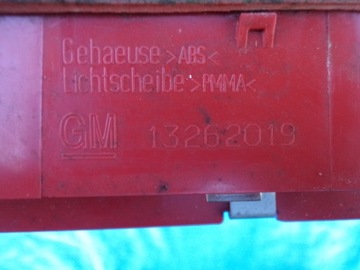 Gehaeuse >ABS<
Lichtscheibe >PMMA<
GM 13262019